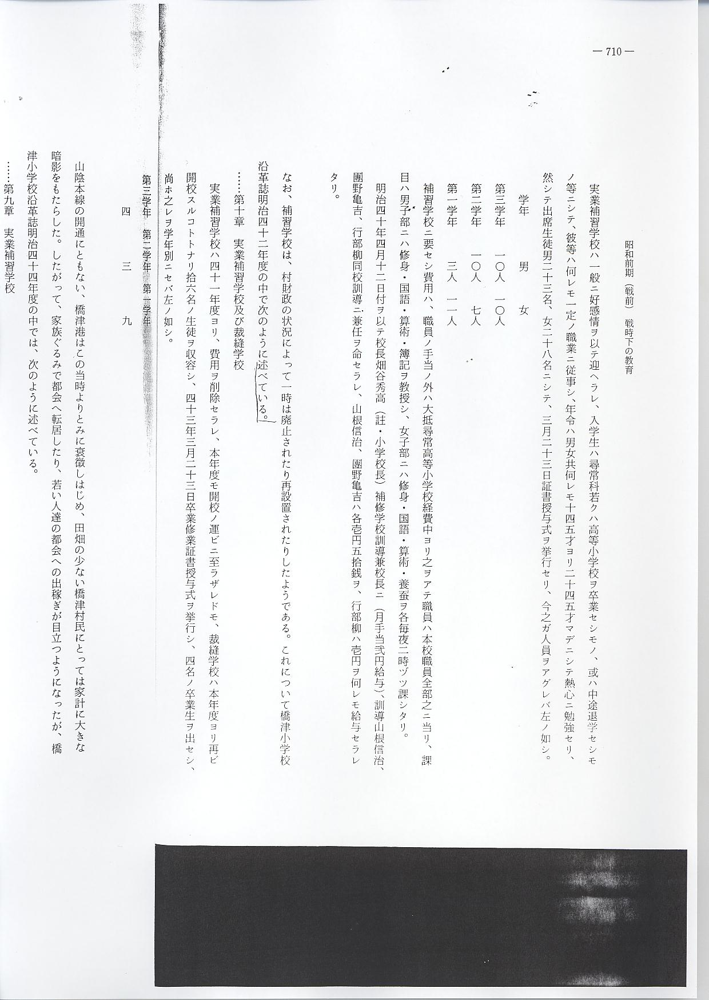 ― 710 ―
昭和前期（戦前） 戦時下の教育
実業補習学校ハ一般ニ好感情ヲ以テ迎ヘラレ、入学生ハ尋常科若クハ高等小学校ヲ卒業セシモノ、或ハ中途退学セシモ
ノ等ニシテ、彼等ハ何レモ一定ノ職業ニ従事シ、年令ハ男女共何レモ十四五才ヨリ二十四五才マデニシテ熱心ニ勉強セリ、
然シテ出席生徒男二十三名、女二十八名ニシテ、三月二十三日証書授与式ヲ挙行セリ、今之ガ人員ヲアグレバ左ノ如シ。
学年 男 女
第三学年 一〇人 一〇人
第二学年 一〇人 七人
第一学年 三人 一一人
補習学校ニ要セシ費用ハ、職員ノ手当ノ外ハ大抵尋常高等小学校経費中ヨリ之ヲアテ職員ハ本校職員全部之ニ当リ、課
目ハ男子部ニハ修身・国語・算術・簿記ヲ教授シ、女子部ニハ修身・国語・算術・養蚕ヲ各毎夜二時ヅツ課シタリ。
明治四十年四月十二日付ヲ以テ校長畑谷秀高（註・小学校長）補修学校訓導兼校長ニ（月手当弐円給与）、訓導山根信治、
團野亀吉、行部柳同校訓導ニ兼任ヲ命セラレ、山根信治、團野亀吉ハ各壱円五拾銭ヲ、行部柳ハ壱円ヲ何レモ給与セラレ
タリ。
なお、補習学校は、村財政の状況によって一時は廃止されたり再設置されたりしたようである。これについて橋津小学校
沿革誌明治四十二年度の中で次のように述べている。
……第十章 実業補習学校及び裁縫学校
実業補習学校ハ四十一年度ヨリ、費用ヲ削除セラレ、本年度モ開校ノ運ビニ至ラザレドモ、裁縫学校ハ本年度ヨリ再ビ
開校スルコトトナリ拾六名ノ生徒ヲ収容シ、四十三年三月二十三日卒業修業証書授与式ヲ挙行シ、四名ノ卒業生ヲ出セシ、
尚ホ之レヲ学年別ニセバ左ノ如シ。
第三学年 第二学年 第一学年
四 三 九
山陰本線の開通にともない、橋津港はこの当時よりとみに衰徴しはじめ、田畑の少ない橋津村民にとっては家計に大きな
暗影をもたらした。したがって、家族ぐるみで都会へ転居したり、若い人達の都会への出稼ぎが目立つようになったが、橋
津小学校沿革誌明治四十四年度の中では、次のように述べている。
……第九章 実業補習学校